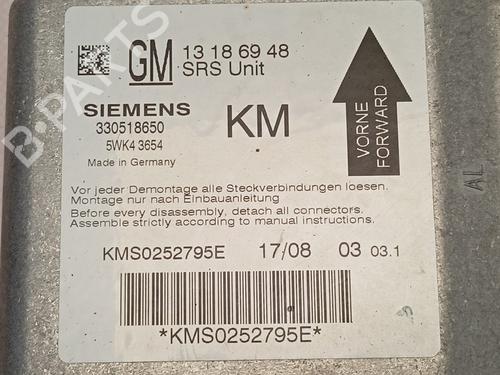 GM 13 18 69 48
SRS Unit
SIEMENS
330518650
5WK4 3654
Made in Germany
KM
VORNE
FORWARD
Vor jeder Demontage alle Steckverbindungen loesen.
Montage nur nach Einbauanleitung
Before every disassembly, detach all connectors.
Assemble strictly according to manual instructions.
KMS0252795E 17/08 03 03.1
*KMS0252795E*
AL
B-PARTS